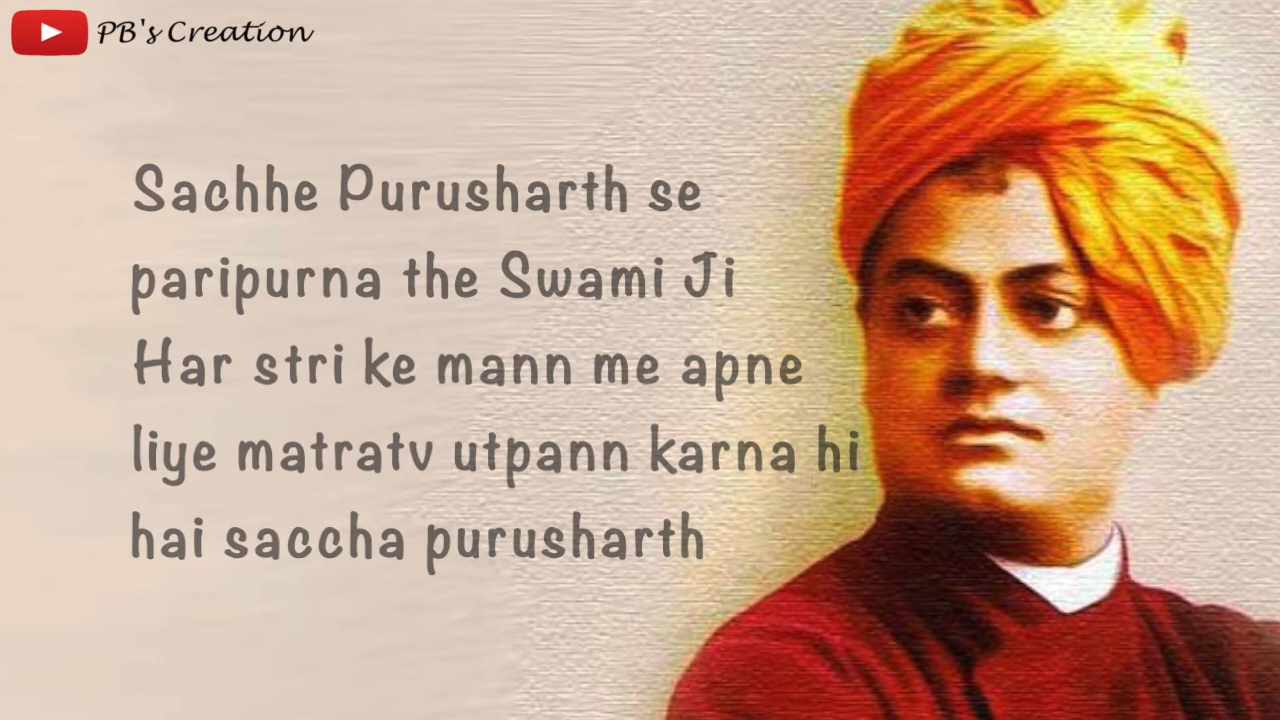 PB's Creation
Sachhe Purusharth se
paripurna the Swami Ji
Har stri ke mann me apne
liye matratv utpann karna hi
hai saccha purusharth